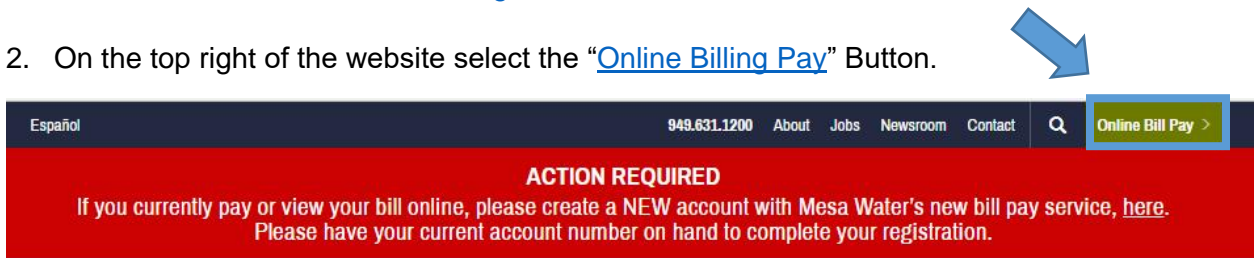 2. On the top right of the website select the “Online Billing Pay” Button.
Español 949.631.1200 About Jobs Newsroom Contact Online Bill Pay >
ACTION REQUIRED
If you currently pay or view your bill online, please create a NEW account with Mesa Water's new bill pay service, here.
Please have your current account number on hand to complete your registration.